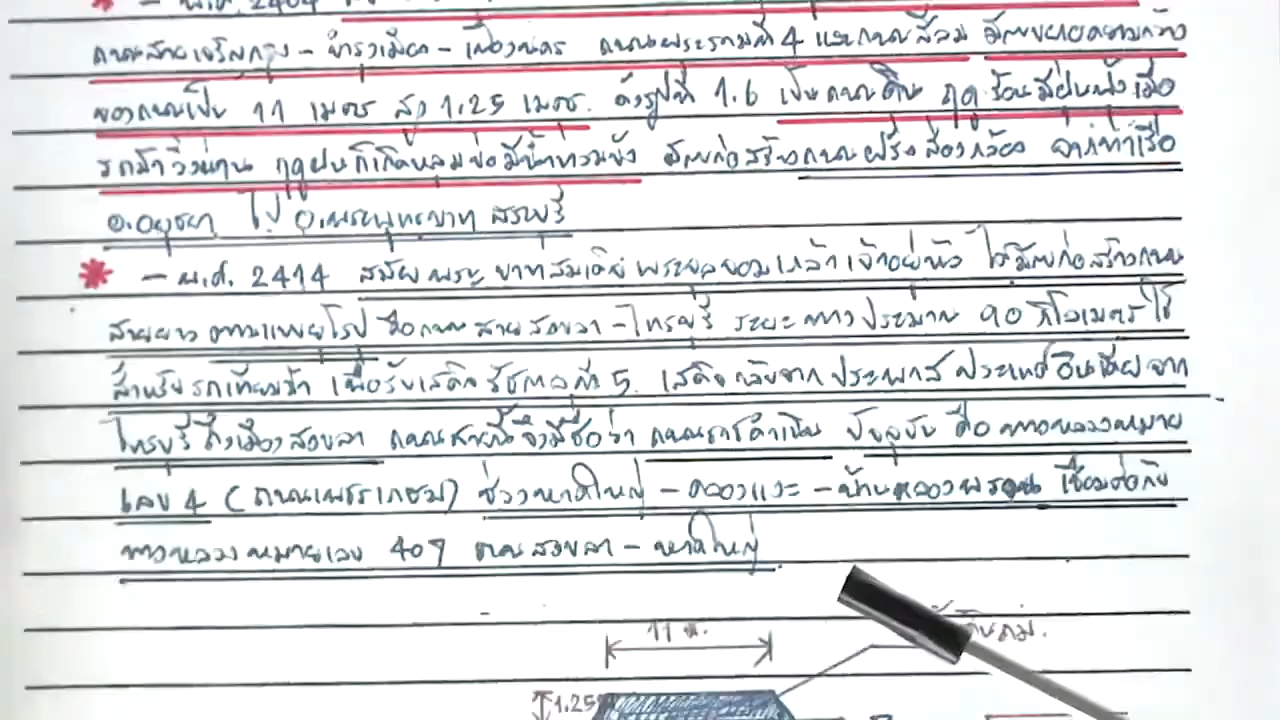 - พ.ศ. 2404
ถนนสายเจริญกรุง - บำรุงเมือง - เฟื่องนคร ถนนพระรามที่ 4 และถนนสีลม มีการขยายความกว้าง
ของถนนเป็น 11 เมตร สูง 1.25 เมตร. ดังรูปที่ 1.6 เป็นถนนดิน ฤดูร้อนมีฝุ่นฟุ้งเมื่อ
รถม้าวิ่งผ่าน ฤดูฝนก็เกิดหลุมบ่อมีน้ำท่วมขัง มีการก่อสร้างถนนฝรั่งส่องกล้อง จากท่าเรือ
อ.อยุธยา ไป อ.พระพุทธบาท สระบุรี
* - พ.ศ. 2414 สมัยพระบาทสมเด็จพระจุลจอมเกล้าเจ้าอยู่หัว ได้มีการก่อสร้างถนน
สายยาว ตามแบบยุโรป คือถนนสายสงขลา - ไทรบุรี ระยะทางประมาณ 90 กิโลเมตร ใช้
สำหรับรถเทียมม้า เพื่อรับเสด็จรัชกาลที่ 5. เสด็จกลับจากประพาสประเทศอินเดียจาก
ไทรบุรีถึงเมืองสงขลา ถนนสายนี้จึงมีชื่อว่า ถนนราชดำเนิน ปัจจุบัน คือ ทางหลวงหมาย
เลข 4 (ถนนเพชรเกษม) ช่วงหาดใหญ่ - คลองแงะ - บ้านคลองพรวน เชื่อมต่อกับ
ทางหลวงหมายเลข 407 ถนนสงขลา - หาดใหญ่
11 ม.
1.25